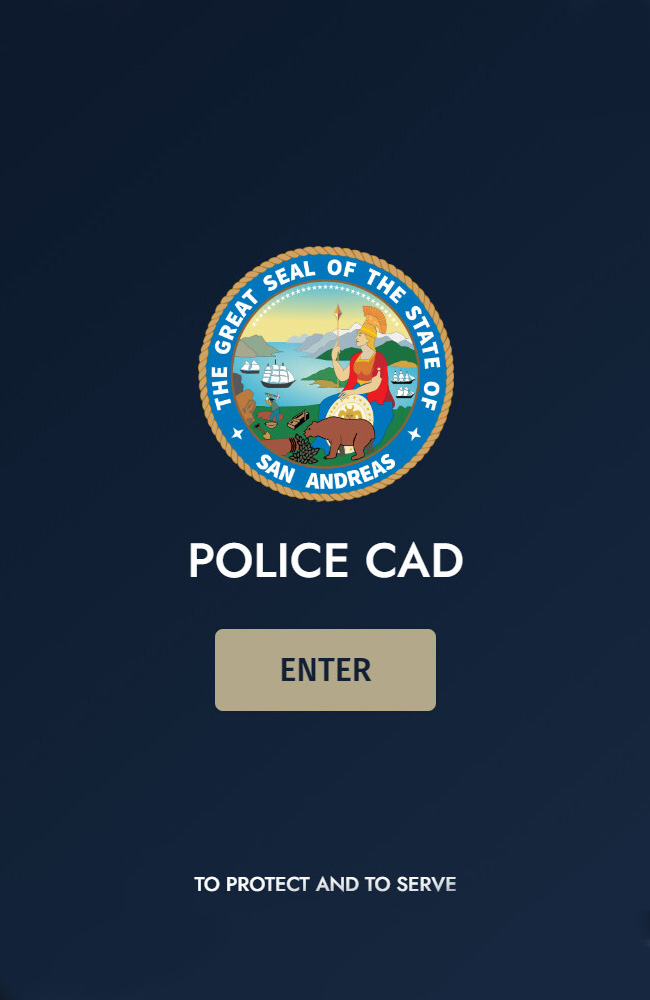 THE GREAT SEAL OF THE STATE OF
SAN ANDREAS
POLICE CAD
ENTER
TO PROTECT AND TO SERVE